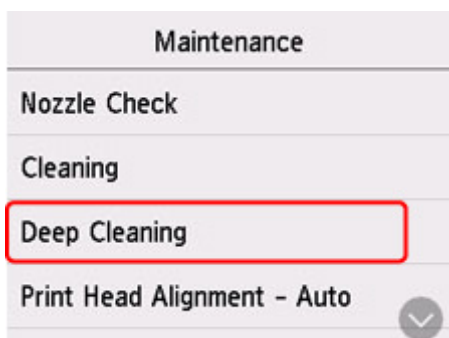 Maintenance
Nozzle Check
Cleaning
Deep Cleaning
Print Head Alignment - Auto